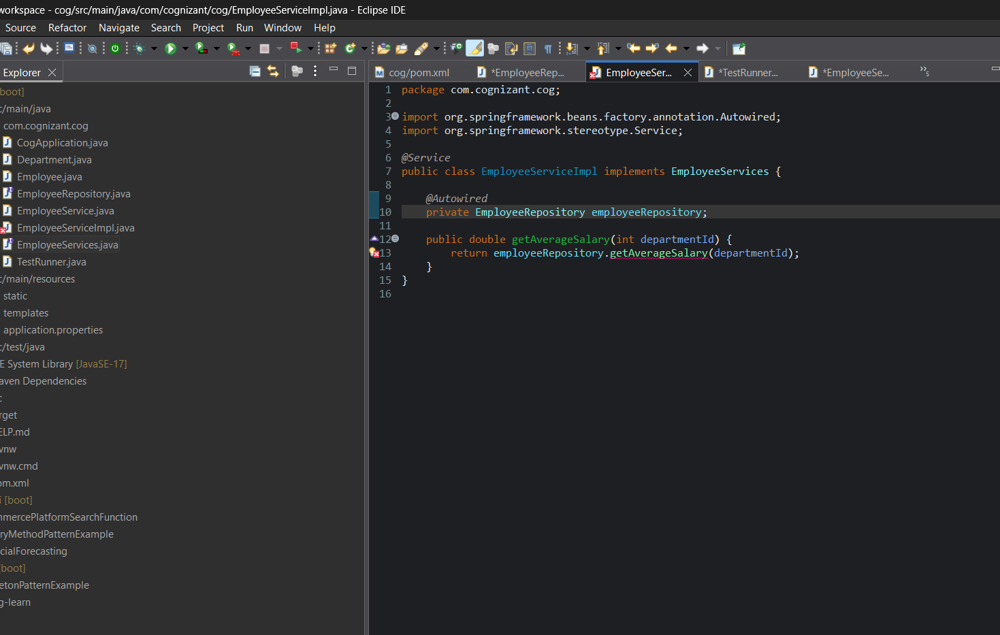 workspace - cog/src/main/java/com/cognizant/cog/EmployeeServiceImpl.java - Eclipse IDE
Source Refactor Navigate Search Project Run Window Help
Explorer
cog/pom.xml *EmployeeRep... EmployeeSer... *TestRunner... *EmployeeSe... »5
[boot]
c/main/java
com.cognizant.cog
CogApplication.java
Department.java
Employee.java
EmployeeRepository.java
EmployeeService.java
EmployeeServiceImpl.java
EmployeeServices.java
TestRunner.java
c/main/resources
static
templates
application.properties
c/test/java
E System Library [JavaSE-17]
aven Dependencies
c
rget
ELP.md
vnw
vnw.cmd
om.xml
i [boot]
mmercePlatformSearchFunction
ryMethodPatternExample
cialForecasting
[boot]
etonPatternExample
g-learn
1 package com.cognizant.cog;
2
3 import org.springframework.beans.factory.annotation.Autowired;
4 import org.springframework.stereotype.Service;
5
6 @Service
7 public class EmployeeServiceImpl implements EmployeeServices {
8
9 @Autowired
10 private EmployeeRepository employeeRepository;
11
12 public double getAverageSalary(int departmentId) {
13 return employeeRepository.getAverageSalary(departmentId);
14 }
15 }
16